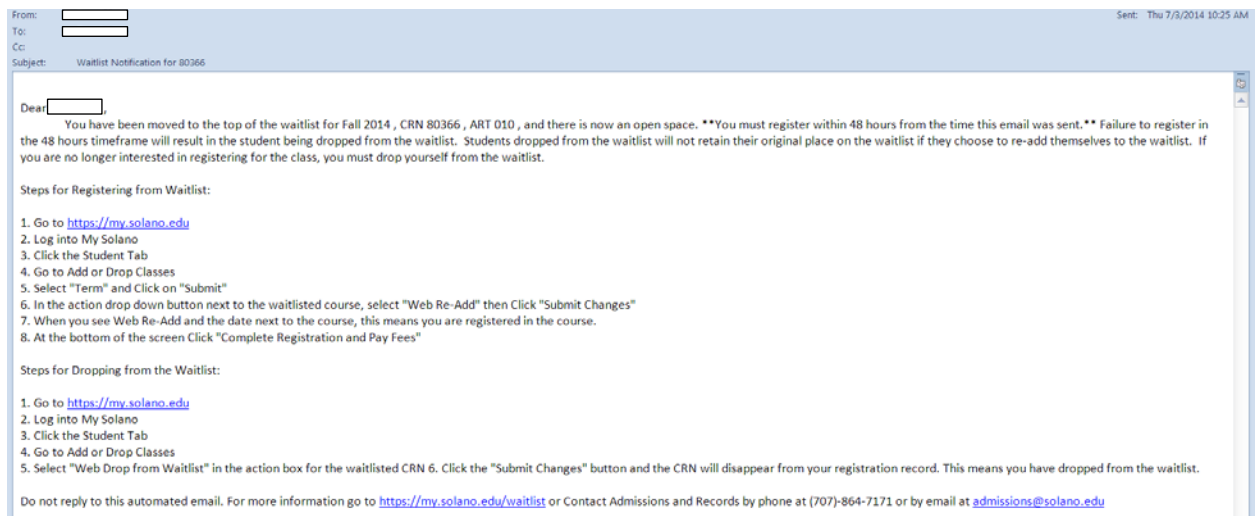 From:
Sent: Thu 7/3/2014 10:25 AM
To:
Cc:
Subject: Waitlist Notification for 80366
Dear ,
You have been moved to the top of the waitlist for Fall 2014 , CRN 80366 , ART 010 , and there is now an open space. **You must register within 48 hours from the time this email was sent.** Failure to register in
the 48 hours timeframe will result in the student being dropped from the waitlist. Students dropped from the waitlist will not retain their original place on the waitlist if they choose to re-add themselves to the waitlist. If
you are no longer interested in registering for the class, you must drop yourself from the waitlist.
Steps for Registering from Waitlist:
1. Go to https://my.solano.edu
2. Log into My Solano
3. Click the Student Tab
4. Go to Add or Drop Classes
5. Select "Term" and Click on "Submit"
6. In the action drop down button next to the waitlisted course, select "Web Re-Add" then Click "Submit Changes"
7. When you see Web Re-Add and the date next to the course, this means you are registered in the course.
8. At the bottom of the screen Click "Complete Registration and Pay Fees"
Steps for Dropping from the Waitlist:
1. Go to https://my.solano.edu
2. Log into My Solano
3. Click the Student Tab
4. Go to Add or Drop Classes
5. Select "Web Drop from Waitlist" in the action box for the waitlisted CRN 6. Click the "Submit Changes" button and the CRN will disappear from your registration record. This means you have dropped from the waitlist.
Do not reply to this automated email. For more information go to https://my.solano.edu/waitlist or Contact Admissions and Records by phone at (707)-864-7171 or by email at admissions@solano.edu